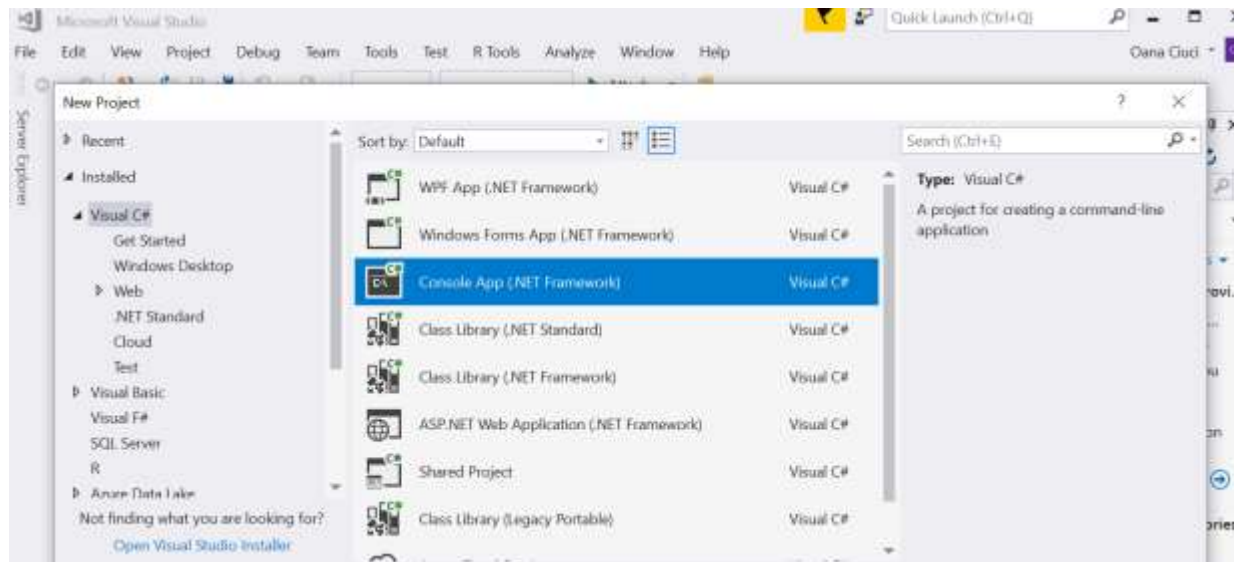 Microsoft Visual Studio
Quick Launch (Ctrl+Q)
File Edit View Project Debug Team Tools Test R Tools Analyze Window Help
Oana Ciuci
Server Explorer
New Project
?
Recent
Installed
Visual C#
Get Started
Windows Desktop
Web
.NET Standard
Cloud
Test
Visual Basic
Visual F#
SQL Server
R
Azure Data Lake
Not finding what you are looking for?
Open Visual Studio Installer
Sort by: Default
WPF App (.NET Framework) Visual C#
Windows Forms App (.NET Framework) Visual C#
Console App (.NET Framework) Visual C#
Class Library (.NET Standard) Visual C#
Class Library (.NET Framework) Visual C#
ASP.NET Web Application (.NET Framework) Visual C#
Shared Project Visual C#
Class Library (Legacy Portable) Visual C#
Search (Ctrl+E)
Type: Visual C#
A project for creating a command-line
application